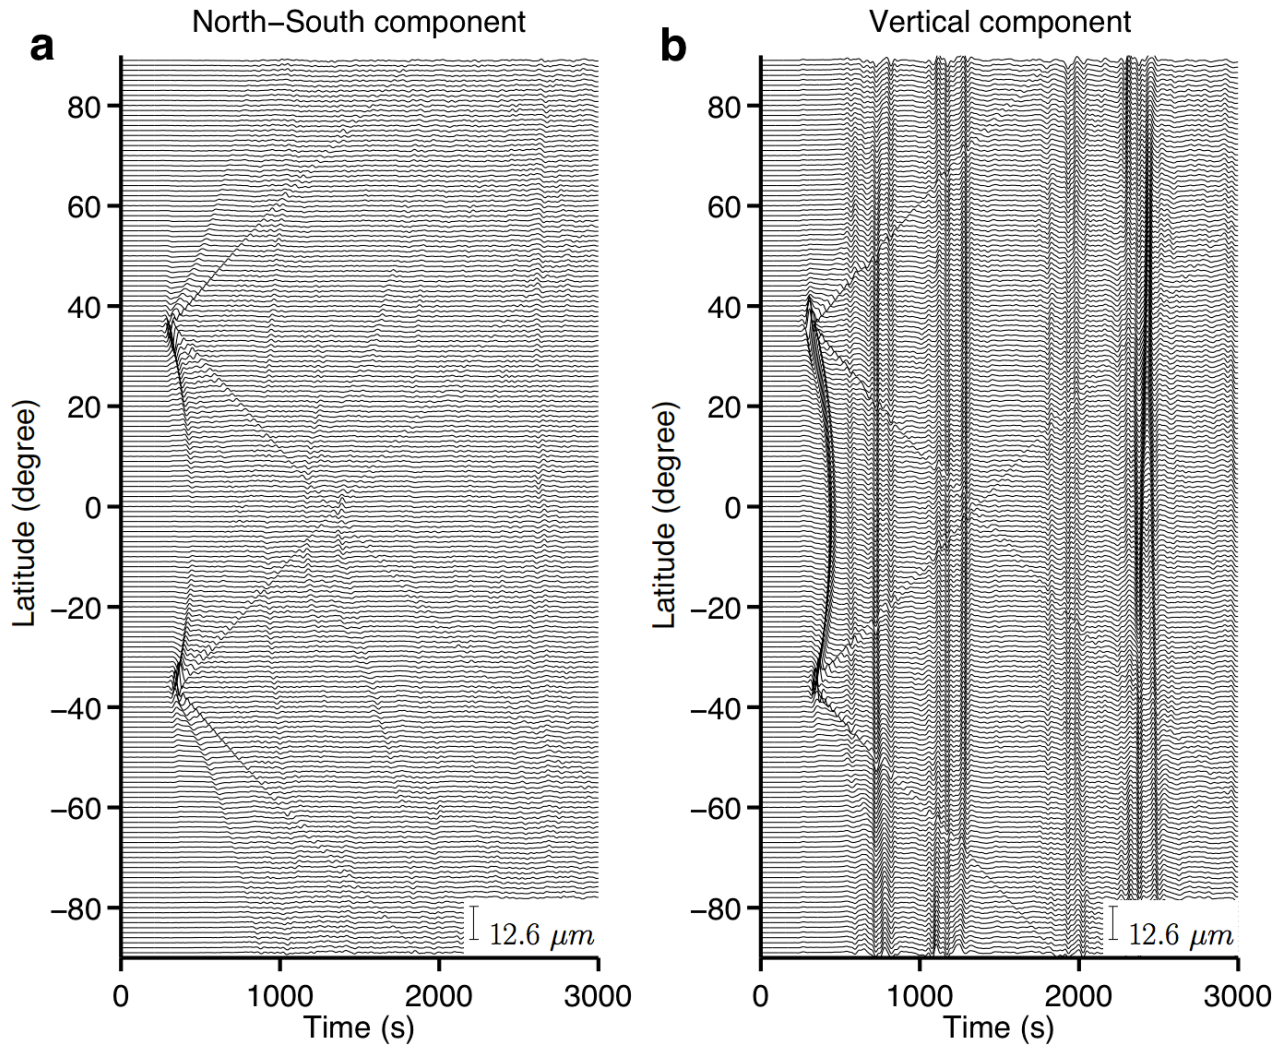 North−South component
Vertical component
a
b
80
60
40
20
0
−20
−40
−60
−80
Latitude (degree)
12.6 μm
0
1000
2000
3000
Time (s)
80
60
40
20
0
−20
−40
−60
−80
Latitude (degree)
12.6 μm
0
1000
2000
3000
Time (s)